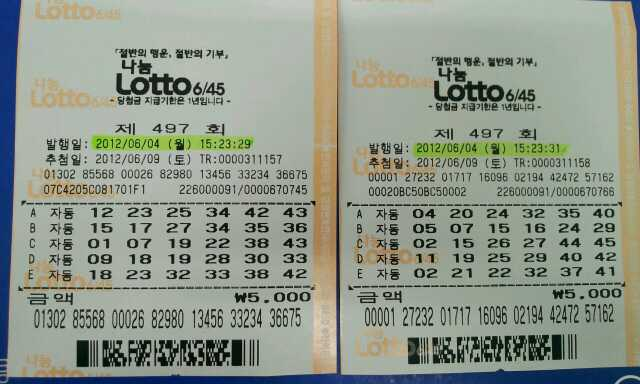 「절반의 행운, 절반의 기부」
나눔
Lotto 6/45
- 당첨금 지급기한은 1년입니다 -
제 497 회
발행일: 2012/06/04 (월) 15:23:29
추첨일: 2012/06/09 (토) TR:0000311157
01302 85568 00026 82980 13456 33234 36675
07C4205C081701F1 226000091/0000670745
A 자동 12 23 25 34 42 43
B 자동 15 17 27 34 35 36
C 자동 01 07 19 22 38 43
D 자동 09 18 19 28 30 33
E 자동 18 23 32 33 38 42
금액 ₩5,000
01302 85568 00026 82980 13456 33234 36675
「절반의 행운, 절반의 기부」
나눔
Lotto 6/45
- 당첨금 지급기한은 1년입니다 -
제 497 회
발행일: 2012/06/04 (월) 15:23:31
추첨일: 2012/06/09 (토) TR:0000311158
00001 27232 01717 16096 02194 42472 57162
00020BC50BC50002 226000091/0000670766
A 자동 04 20 24 32 35 40
B 자동 05 07 15 16 24 29
C 자동 02 15 26 27 44 45
D 자동 11 19 25 29 40 42
E 자동 02 21 22 32 37 41
금액 ₩5,000
00001 27232 01717 16096 02194 42472 57162